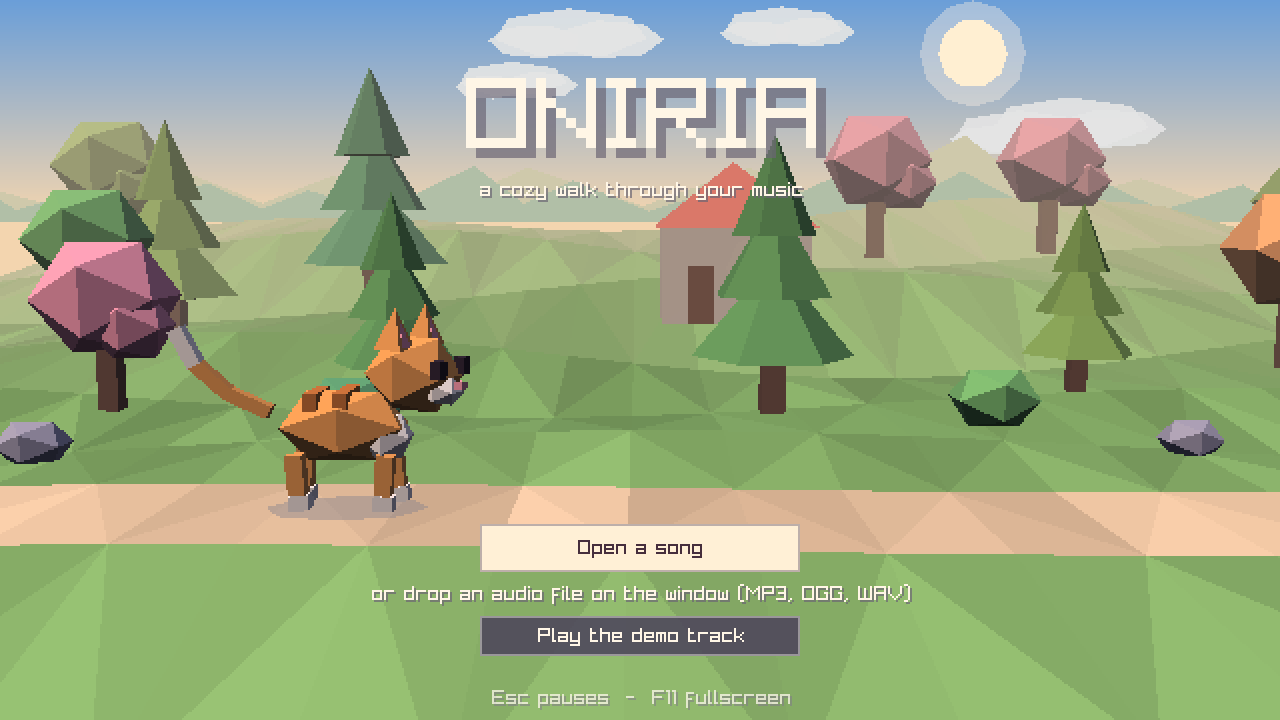 ONIRIA
a cozy walk through your music
Open a song
or drop an audio file on the window (MP3, OGG, WAV)
Play the demo track
Esc pauses - F11 fullscreen